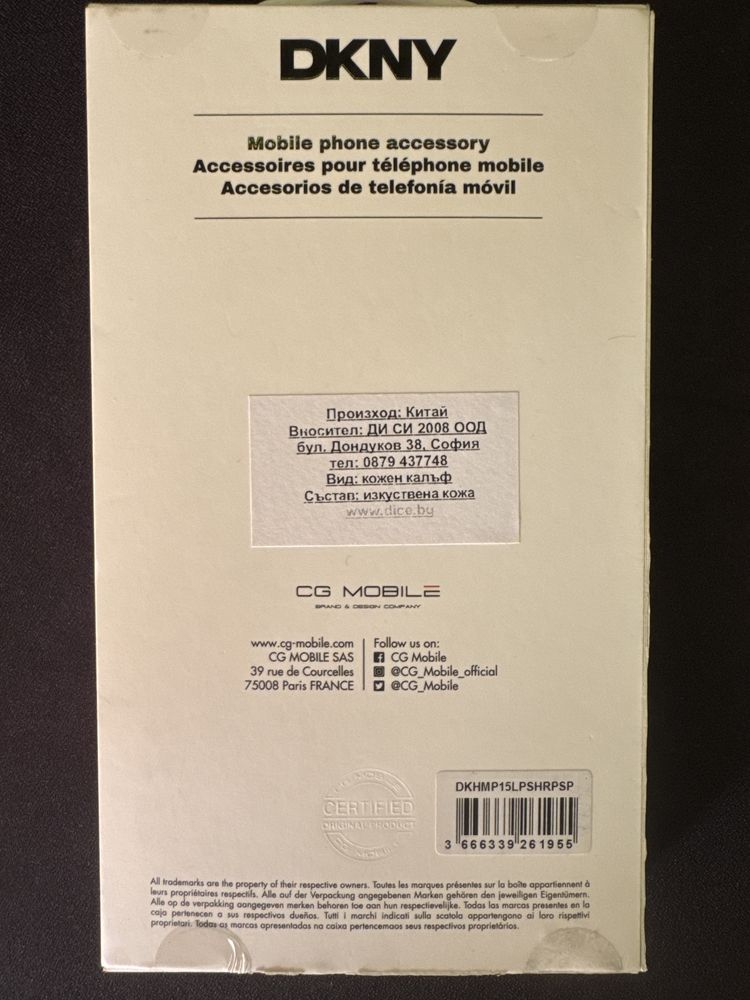 DKNY
Mobile phone accessory
Accessoires pour téléphone mobile
Accesorios de telefonía móvil
Произход: Китай
Вносител: ДИ СИ 2008 ООД
бул. Дондуков 38, София
тел: 0879 437748
Вид: кожен калъф
Състав: изкуствена кожа
www.dice.bg
CG MOBILE
BRAND & DESIGN COMPANY
www.cg-mobile.com
CG MOBILE SAS
39 rue de Courcelles
75008 Paris FRANCE
Follow us on:
CG Mobile
@CG_Mobile_official
@CG_Mobile
CG MOBILE
CERTIFIED
ORIGINAL PRODUCT
CG MOBILE
DKHMP15LPSHRPSP
3 666339 261955
All trademarks are the property of their respective owners. Toutes les marques présentes sur la boîte appartiennent à
leurs propriétaires respectifs. Alle auf der Verpackung angegebenen Marken gehören den jeweiligen Eigentümern.
Alle op de verpakking aangegeven merken behoren toe aan hun respectievelijke. Todas las marcas presentes en la
caja pertenecen a sus respectivos dueños. Tutti i marchi indicati sulla scatola appartengono ai loro rispettivi
proprietari. Todas as marcas apresentadas na caixa pertencemaos seus respectivos proprietários.